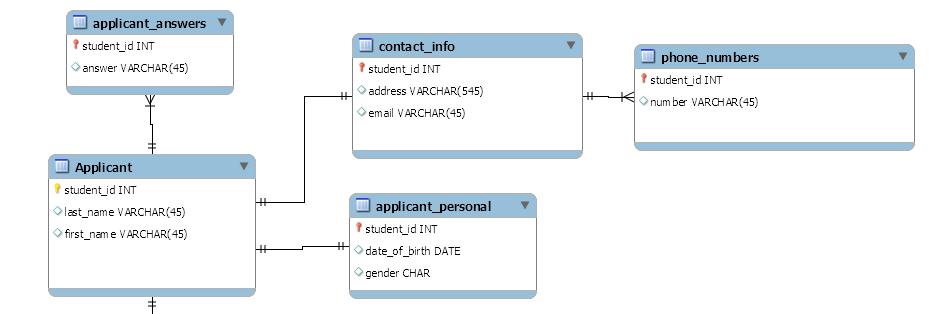 applicant_answers
student_id INT
answer VARCHAR(45)
contact_info
student_id INT
address VARCHAR(545)
email VARCHAR(45)
phone_numbers
student_id INT
number VARCHAR(45)
Applicant
student_id INT
last_name VARCHAR(45)
first_name VARCHAR(45)
applicant_personal
student_id INT
date_of_birth DATE
gender CHAR